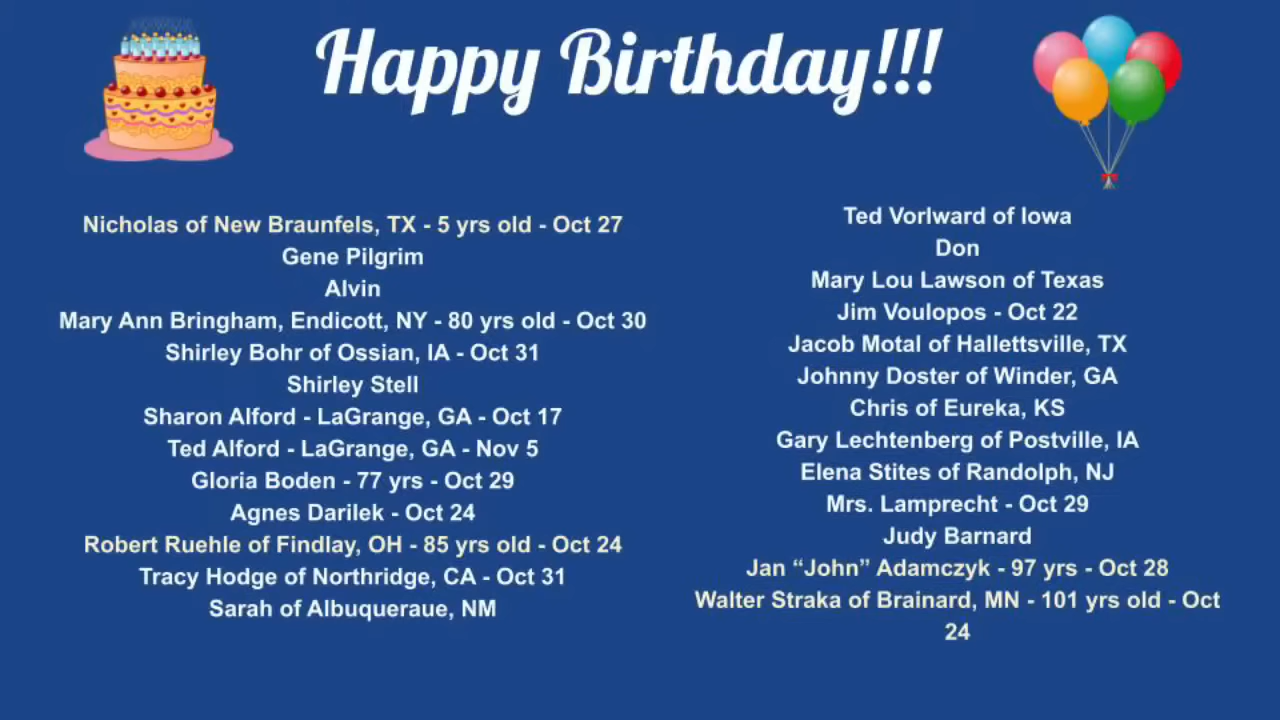 Happy Birthday!!!
Nicholas of New Braunfels, TX - 5 yrs old - Oct 27
Gene Pilgrim
Alvin
Mary Ann Bringham, Endicott, NY - 80 yrs old - Oct 30
Shirley Bohr of Ossian, IA - Oct 31
Shirley Stell
Sharon Alford - LaGrange, GA - Oct 17
Ted Alford - LaGrange, GA - Nov 5
Gloria Boden - 77 yrs - Oct 29
Agnes Darilek - Oct 24
Robert Ruehle of Findlay, OH - 85 yrs old - Oct 24
Tracy Hodge of Northridge, CA - Oct 31
Sarah of Albuqueraue, NM
Ted Vorlward of Iowa
Don
Mary Lou Lawson of Texas
Jim Voulopos - Oct 22
Jacob Motal of Hallettsville, TX
Johnny Doster of Winder, GA
Chris of Eureka, KS
Gary Lechtenberg of Postville, IA
Elena Stites of Randolph, NJ
Mrs. Lamprecht - Oct 29
Judy Barnard
Jan “John” Adamczyk - 97 yrs - Oct 28
Walter Straka of Brainard, MN - 101 yrs old - Oct
24